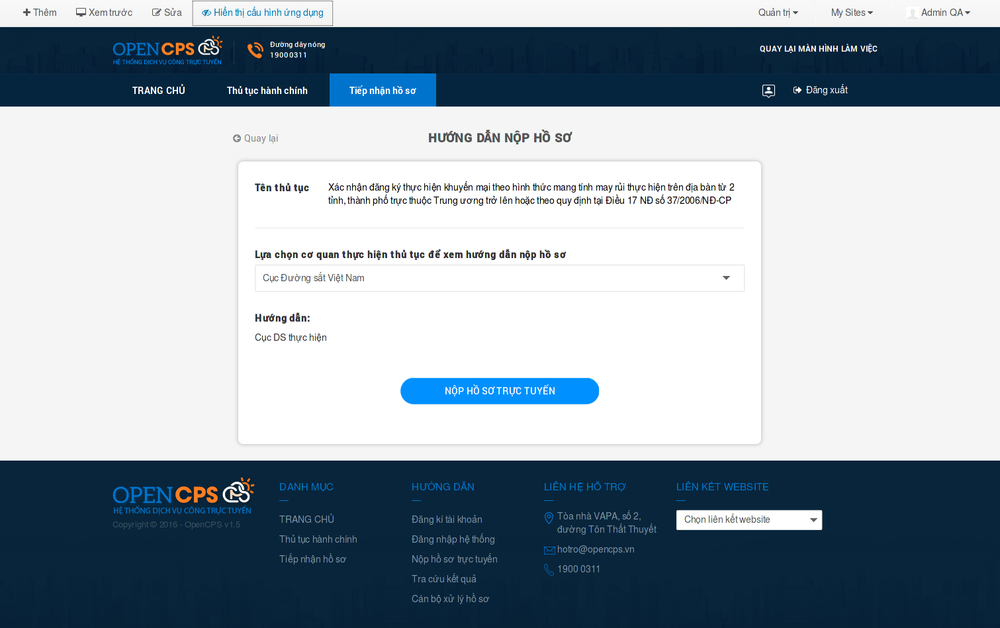 Thêm
Xem trước
Sửa
Hiển thị cấu hình ứng dụng
Quản trị
My Sites
Admin QA
OPENCPS
HỆ THỐNG DỊCH VỤ CÔNG TRỰC TUYẾN
Đường dây nóng
19000311
QUAY LẠI MÀN HÌNH LÀM VIỆC
TRANG CHỦ
Thủ tục hành chính
Tiếp nhận hồ sơ
Đăng xuất
Quay lại
HƯỚNG DẪN NỘP HỒ SƠ
Tên thủ tục
Xác nhận đăng ký thực hiện khuyến mại theo hình thức mang tính may rủi thực hiện trên địa bàn từ 2
tỉnh, thành phố trực thuộc Trung ương trở lên hoặc theo quy định tại Điều 17 NĐ số 37/2006/NĐ-CP
Lựa chọn cơ quan thực hiện thủ tục để xem hướng dẫn nộp hồ sơ
Cục Đường sắt Việt Nam
Hướng dẫn:
Cục DS thực hiện
NỘP HỒ SƠ TRỰC TUYẾN
OPENCPS
HỆ THỐNG DỊCH VỤ CÔNG TRỰC TUYẾN
Copyright © 2016 - OpenCPS v1.5
DANH MỤC
TRANG CHỦ
Thủ tục hành chính
Tiếp nhận hồ sơ
HƯỚNG DẪN
Đăng kí tài khoản
Đăng nhập hệ thống
Nộp hồ sơ trực tuyến
Tra cứu kết quả
Cán bộ xử lý hồ sơ
LIÊN HỆ HỖ TRỢ
Tòa nhà VAPA, số 2,
đường Tôn Thất Thuyết
hotro@opencps.vn
1900 0311
LIÊN KẾT WEBSITE
Chọn liên kết website